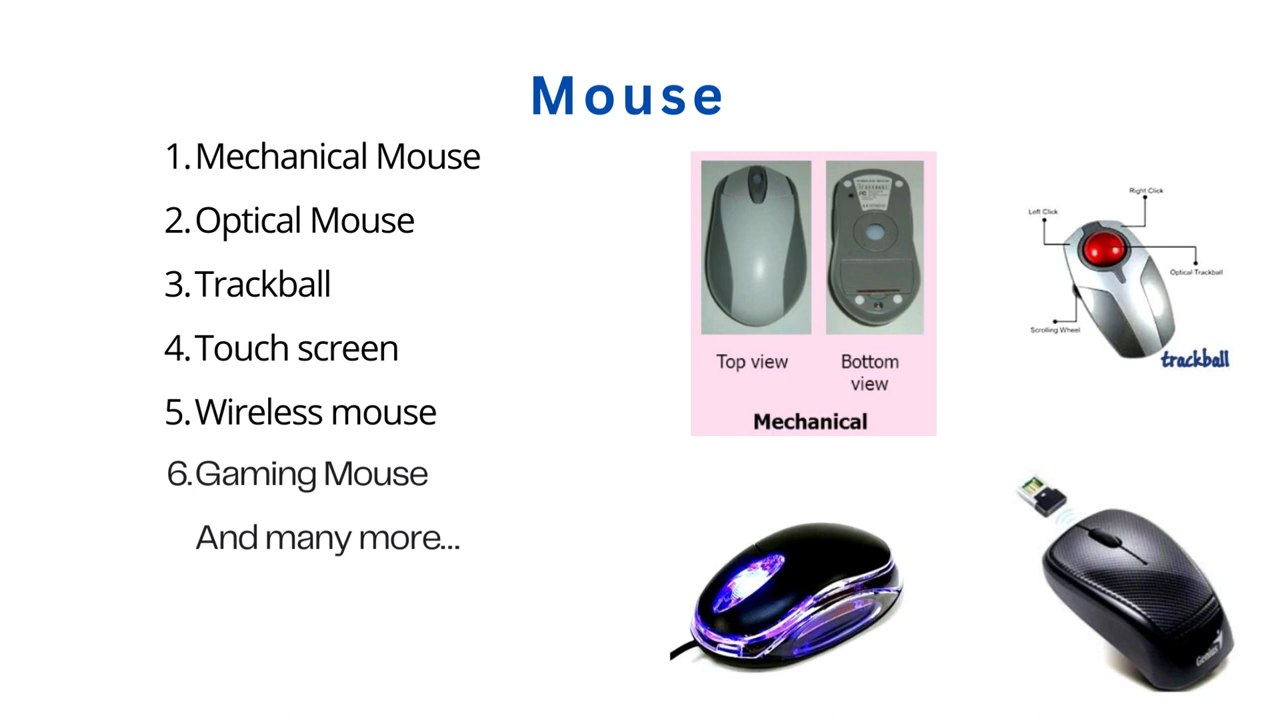 Mouse
1. Mechanical Mouse
2. Optical Mouse
3. Trackball
4. Touch screen
5. Wireless mouse
6. Gaming Mouse
And many more...
Top view
Bottom
view
Mechanical
Right Click
Left Click
Optical Trackball
Scrolling Wheel
trackball
Genius